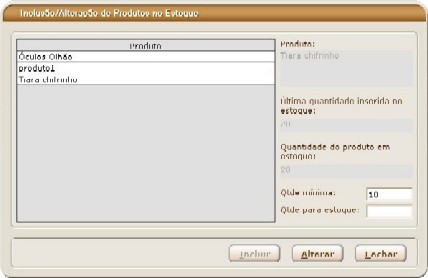 Inclusão/Alteração de Produtos no Estoque
Produto
Óculos Olhão
produto1
Tiara chifrinho
Produto:
Tiara chifrinho
Última quantidade inserida no
estoque:
20
Quantidade do produto em
estoque:
20
Qtde mínima:
10
Qtde para estoque:
Incluir
Alterar
Fechar